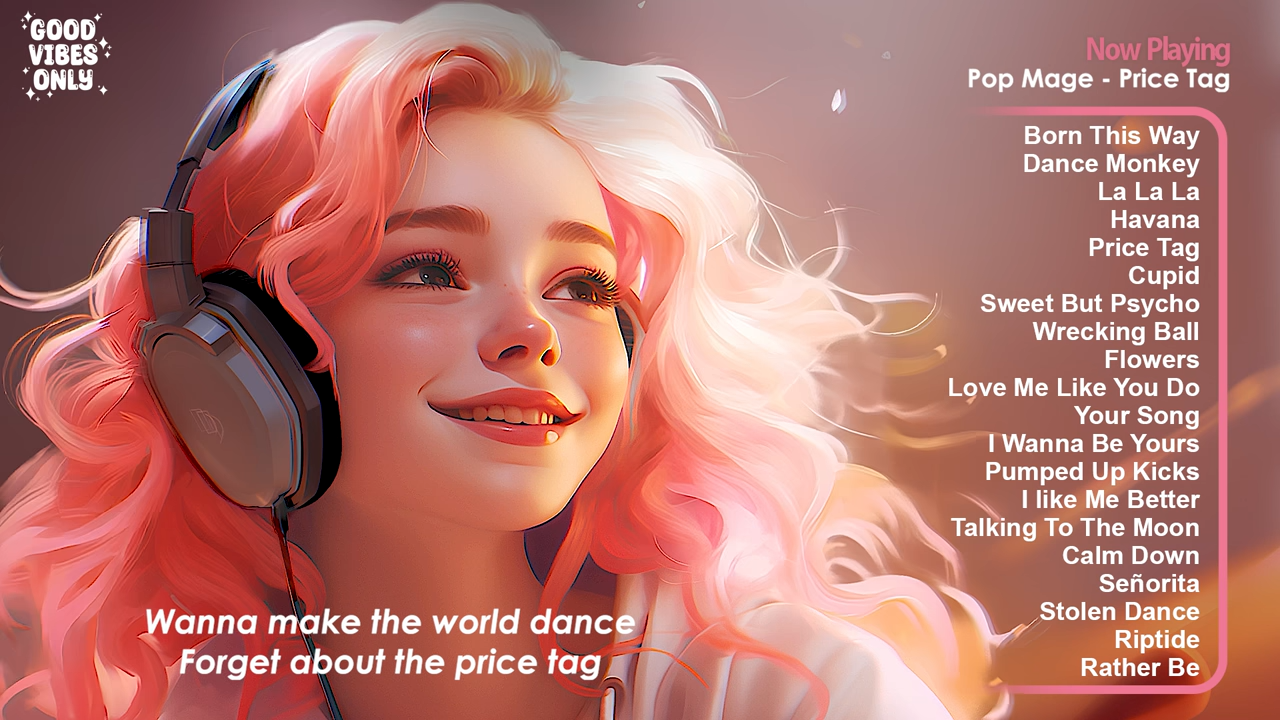 GOOD
VIBES
ONLY
Now Playing
Pop Mage - Price Tag
Born This Way
Dance Monkey
La La La
Havana
Price Tag
Cupid
Sweet But Psycho
Wrecking Ball
Flowers
Love Me Like You Do
Your Song
I Wanna Be Yours
Pumped Up Kicks
I like Me Better
Talking To The Moon
Calm Down
Señorita
Stolen Dance
Riptide
Rather Be
Wanna make the world dance
Forget about the price tag